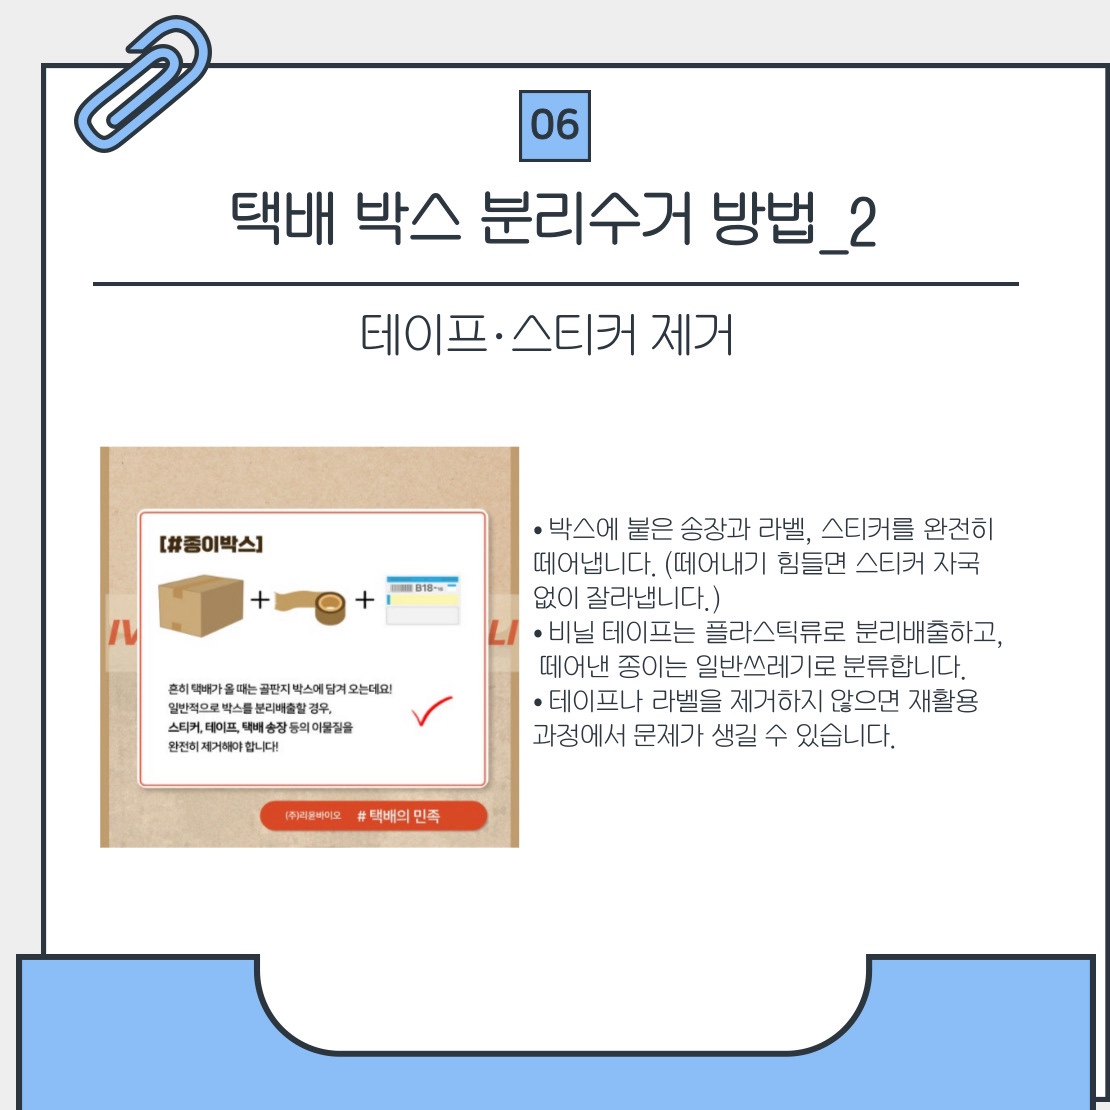 06
택배 박스 분리수거 방법_2
테이프·스티커 제거
[#종이박스]
B18-19
IV
LI
흔히 택배가 올 때는 골판지 박스에 담겨 오는데요!
일반적으로 박스를 분리배출할 경우,
스티커, 테이프, 택배 송장 등의 이물질을
완전히 제거해야 합니다!
(주)리윤바이오 # 택배의 민족
• 박스에 붙은 송장과 라벨, 스티커를 완전히
떼어냅니다. (떼어내기 힘들면 스티커 자국
없이 잘라냅니다.)
• 비닐 테이프는 플라스틱류로 분리배출하고,
떼어낸 종이는 일반쓰레기로 분류합니다.
• 테이프나 라벨을 제거하지 않으면 재활용
과정에서 문제가 생길 수 있습니다.